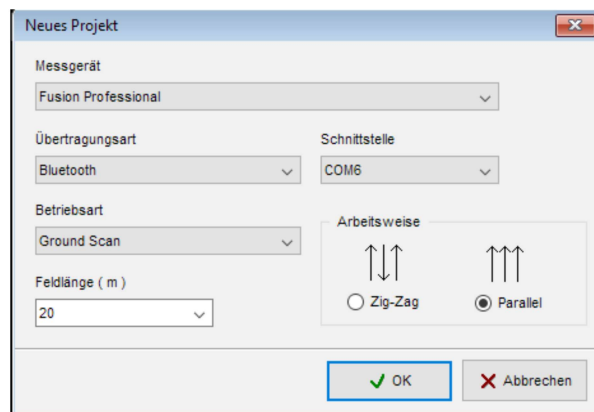 Neues Projekt
Messgerät
Fusion Professional
Übertragungsart
Schnittstelle
Bluetooth
COM6
Betriebsart
Ground Scan
Arbeitsweise
Feldlänge ( m )
Zig-Zag
Parallel
20
OK
Abbrechen